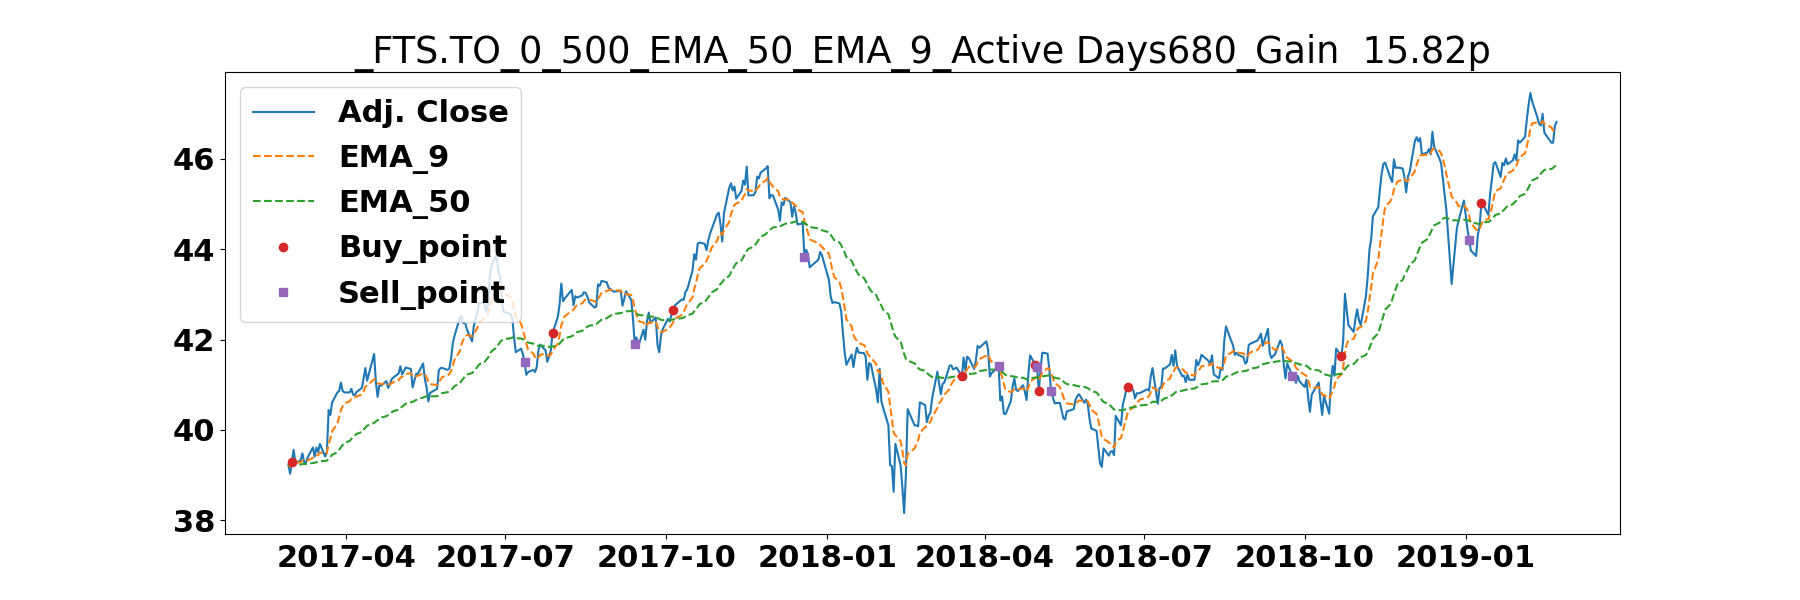 _FTS.TO_0_500_EMA_50_EMA_9_Active Days680_Gain  15.82p
Adj. Close
EMA_9
EMA_50
Buy_point
Sell_point
46
44
42
40
38
2017-04 2017-07 2017-10 2018-01 2018-04 2018-07 2018-10 2019-01